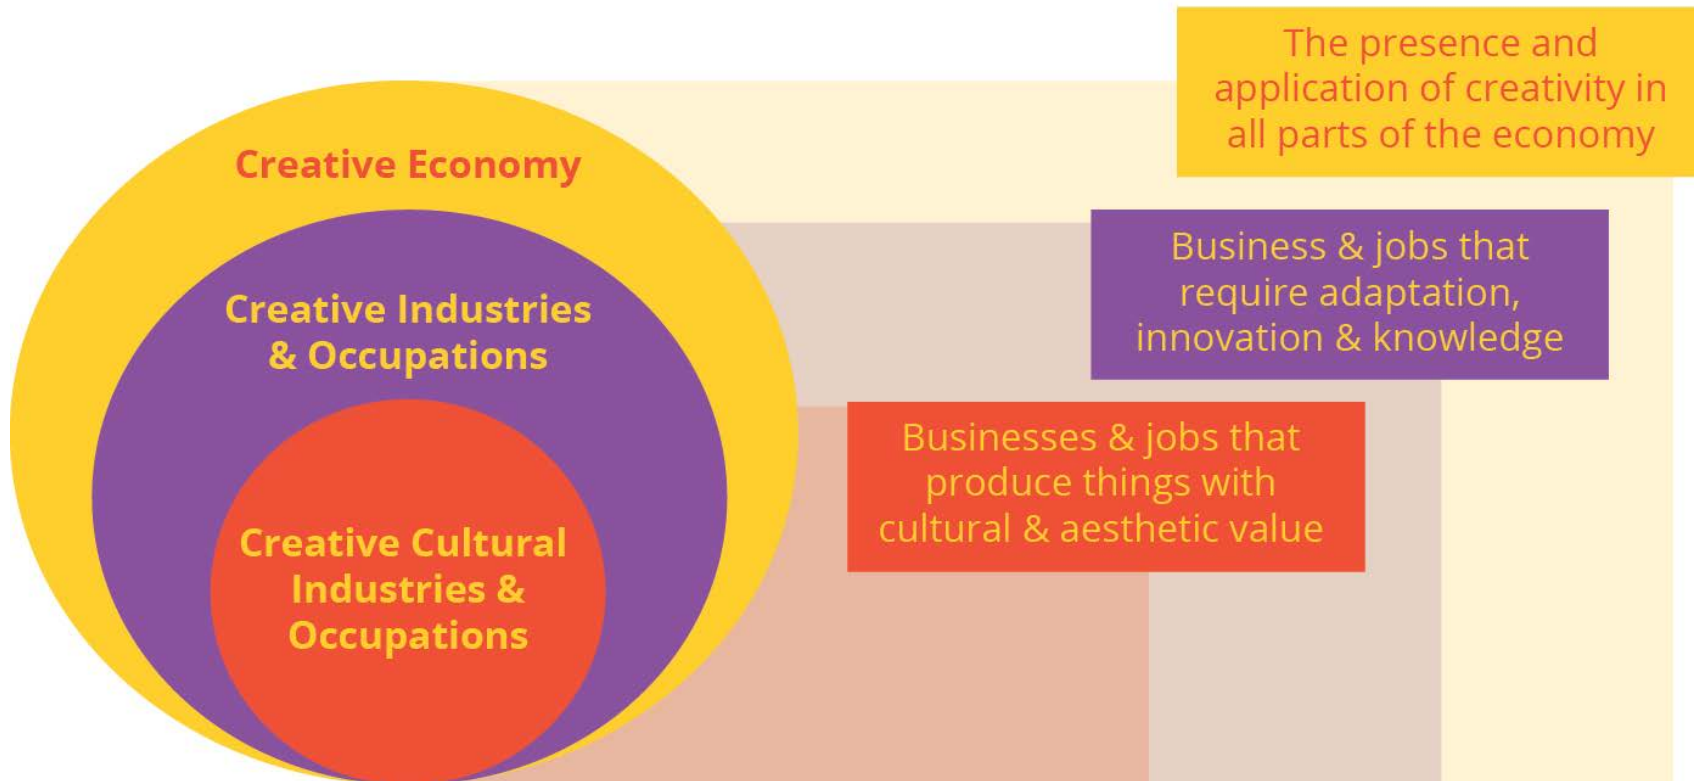 The presence and
application of creativity in
all parts of the economy
Creative Economy
Business & jobs that
require adaptation,
innovation & knowledge
Creative Industries
& Occupations
Businesses & jobs that
produce things with
cultural & aesthetic value
Creative Cultural
Industries &
Occupations